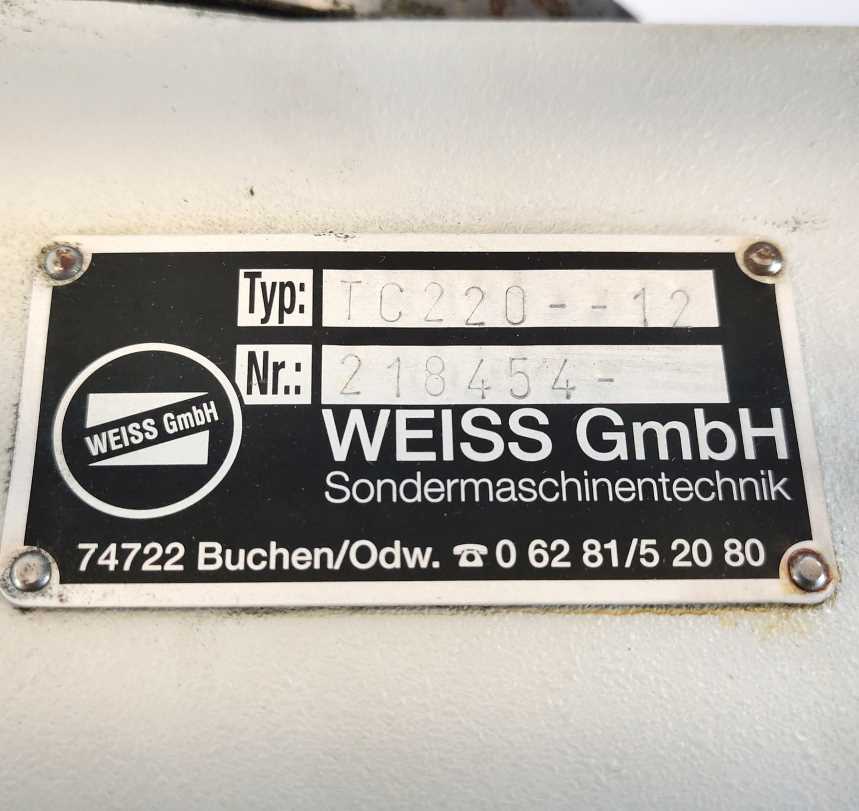 Typ: TC220--12
Nr.: 218454-
WEISS GmbH
WEISS GmbH
Sondermaschinentechnik
74722 Buchen/Odw. ☎ 0 62 81/5 20 80